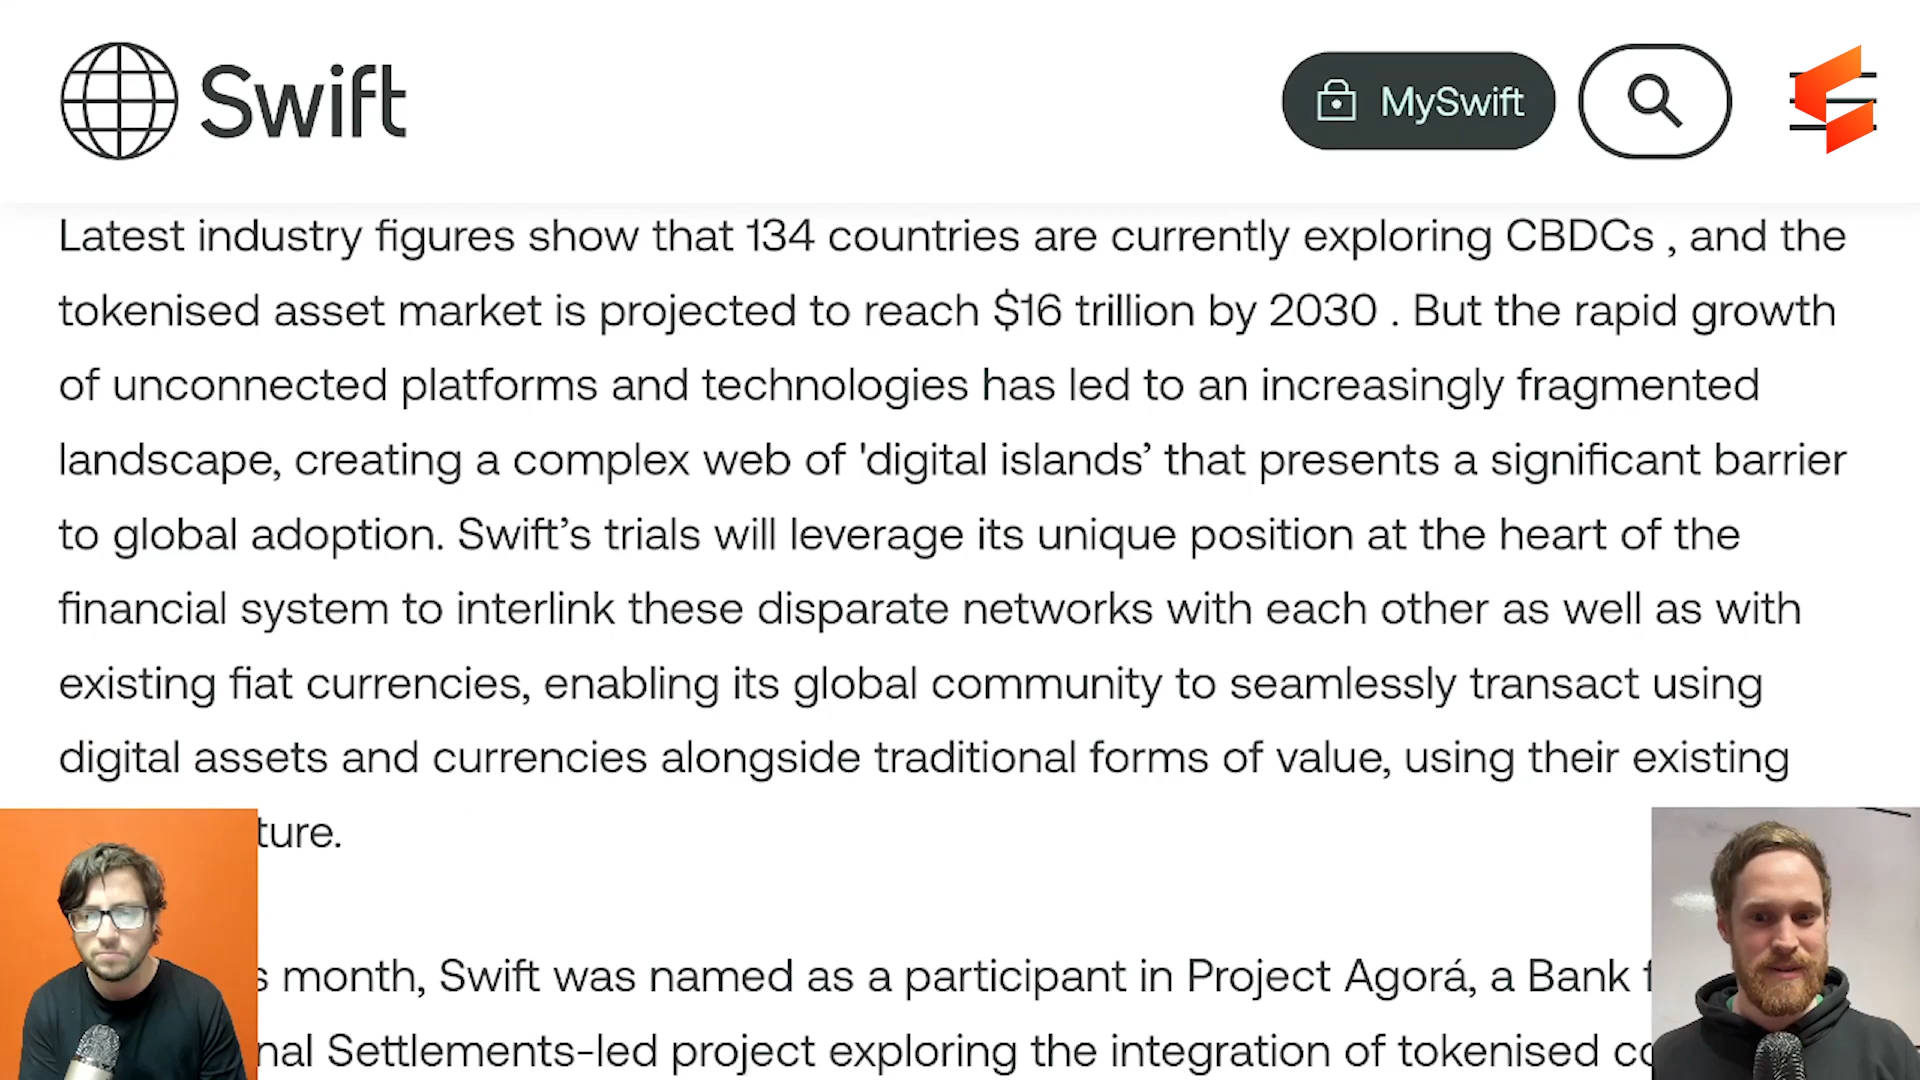 Swift
MySwift
Latest industry figures show that 134 countries are currently exploring CBDCs , and the
tokenised asset market is projected to reach $16 trillion by 2030 . But the rapid growth
of unconnected platforms and technologies has led to an increasingly fragmented
landscape, creating a complex web of 'digital islands’ that presents a significant barrier
to global adoption. Swift’s trials will leverage its unique position at the heart of the
financial system to interlink these disparate networks with each other as well as with
existing fiat currencies, enabling its global community to seamlessly transact using
digital assets and currencies alongside traditional forms of value, using their existing
ture.
s month, Swift was named as a participant in Project Agorá, a Bank f
nal Settlements-led project exploring the integration of tokenised co